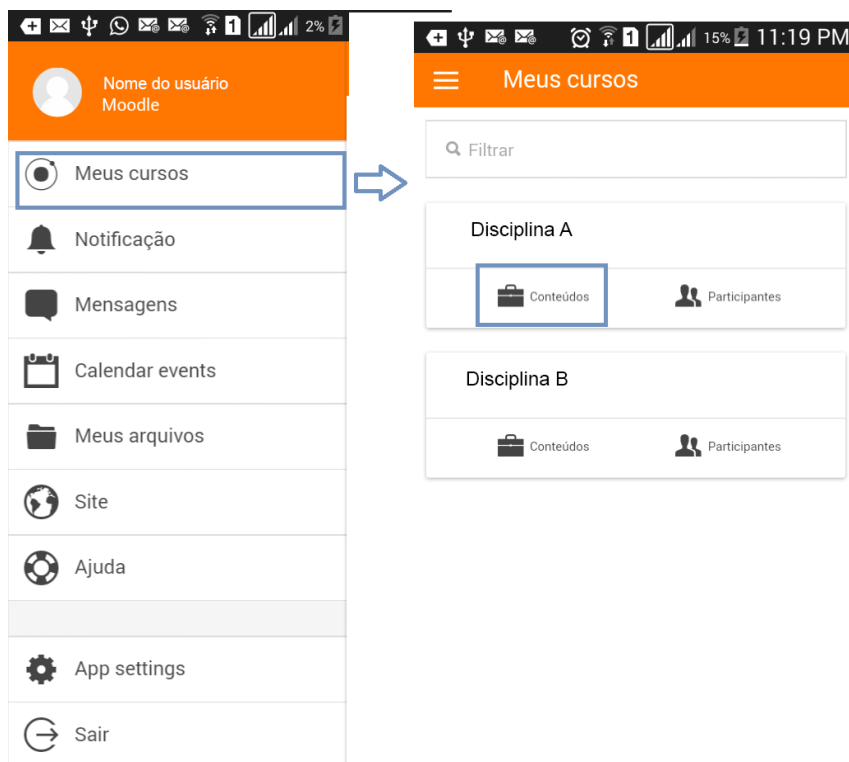 1 2%
Nome do usuário
Moodle
Meus cursos
Notificação
Mensagens
Calendar events
Meus arquivos
Site
Ajuda
App settings
Sair
1 15% 11:19 PM
Meus cursos
Filtrar
Disciplina A
Conteúdos Participantes
Disciplina B
Conteúdos Participantes